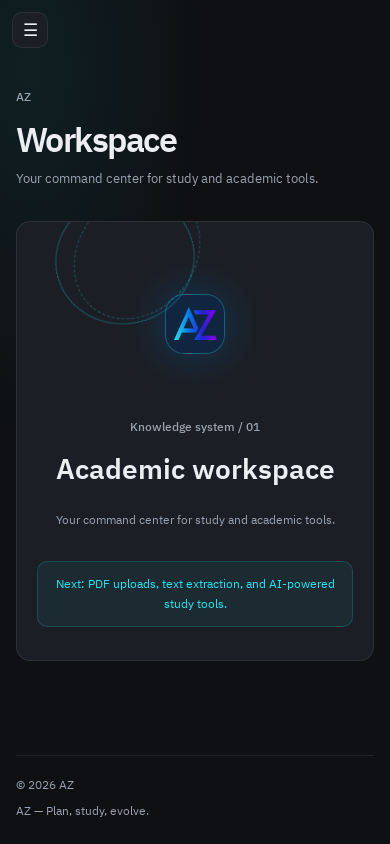 AZ
Workspace
Your command center for study and academic tools.
AZ
Knowledge system / 01
Academic workspace
Your command center for study and academic tools.
Next: PDF uploads, text extraction, and AI-powered
study tools.
© 2026 AZ
AZ — Plan, study, evolve.